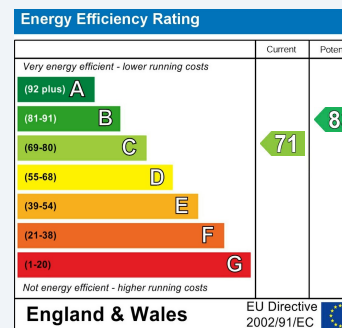 Energy Efficiency Rating
Current
Very energy efficient - lower running costs
(92 plus) A
(81-91) B
(69-80) C
71
(55-68) D
(39-54) E
(21-38) F
(1-20) G
Not energy efficient - higher running costs
England & Wales
EU Directive
2002/91/EC